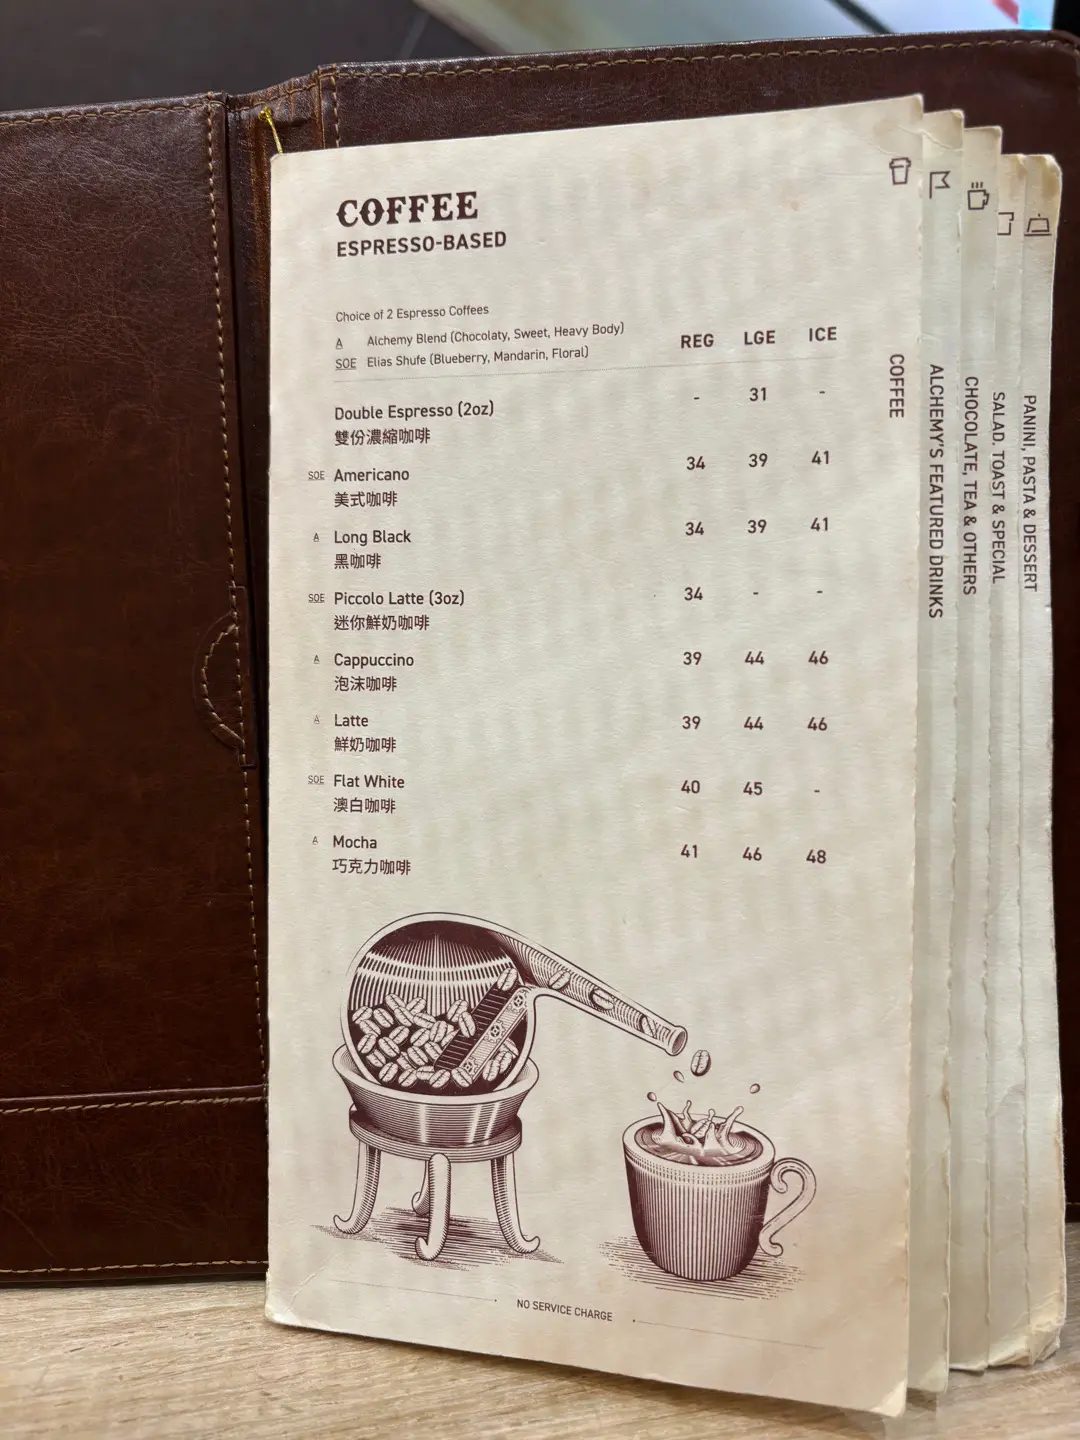 COFFEE
ESPRESSO-BASED
Choice of 2 Espresso Coffees
A Alchemy Blend (Chocolaty, Sweet, Heavy Body)
SOE Elias Shufe (Blueberry, Mandarin, Floral)
REG LGE ICE
Double Espresso (2oz) - 31 -
雙份濃縮咖啡
SOE Americano 34 39 41
美式咖啡
A Long Black 34 39 41
黑咖啡
SOE Piccolo Latte (3oz) 34 - -
迷你鮮奶咖啡
A Cappuccino 39 44 46
泡沫咖啡
A Latte 39 44 46
鮮奶咖啡
SOE Flat White 40 45 -
澳白咖啡
A Mocha 41 46 48
巧克力咖啡
NO SERVICE CHARGE
COFFEE
ALCHEMY'S FEATURED DRINKS
CHOCOLATE, TEA & OTHERS
SALAD, TOAST & SPECIAL
PANINI, PASTA & DESSERT